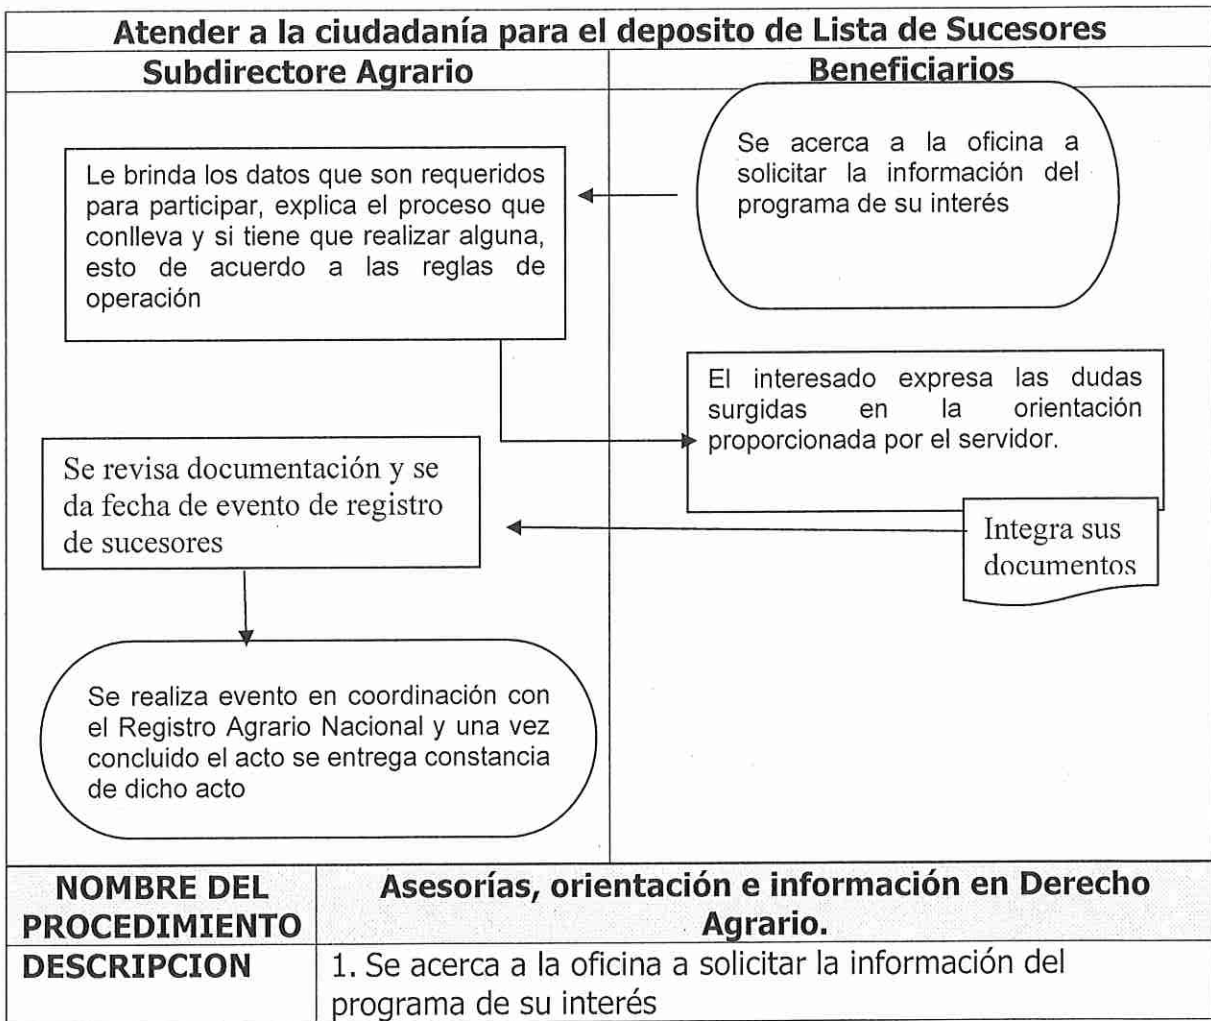 Atender a la ciudadanía para el deposito de Lista de Sucesores
Subdirectore Agrario
Beneficiarios
Se acerca a la oficina a
solicitar la información del
programa de su interés
Le brinda los datos que son requeridos
para participar, explica el proceso que
conlleva y si tiene que realizar alguna,
esto de acuerdo a las reglas de
operación
El interesado expresa las dudas
surgidas en la orientación
proporcionada por el servidor.
Integra sus
documentos
Se revisa documentación y se
da fecha de evento de registro
de sucesores
Se realiza evento en coordinación con
el Registro Agrario Nacional y una vez
concluido el acto se entrega constancia
de dicho acto
NOMBRE DEL
PROCEDIMIENTO
Asesorías, orientación e información en Derecho
Agrario.
DESCRIPCION
1. Se acerca a la oficina a solicitar la información del
programa de su interés